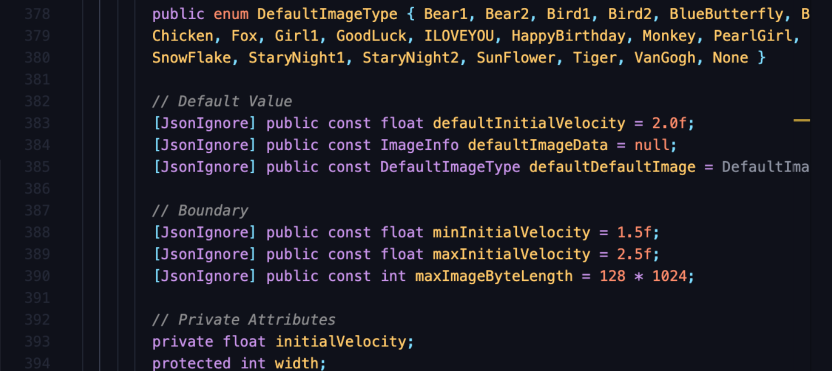 378 public enum DefaultImageType { Bear1, Bear2, Bird1, Bird2, BlueButterfly, B
379 Chicken, Fox, Girl1, GoodLuck, ILOVEYOU, HappyBirthday, Monkey, PearlGirl,
380 SnowFlake, StaryNight1, StaryNight2, SunFlower, Tiger, VanGogh, None }
381
382 // Default Value
383 [JsonIgnore] public const float defaultInitialVelocity = 2.0f;
384 [JsonIgnore] public const ImageInfo defaultImageData = null;
385 [JsonIgnore] public const DefaultImageType defaultDefaultImage = DefaultIma
386
387 // Boundary
388 [JsonIgnore] public const float minInitialVelocity = 1.5f;
389 [JsonIgnore] public const float maxInitialVelocity = 2.5f;
390 [JsonIgnore] public const int maxImageByteLength = 128 * 1024;
391
392 // Private Attributes
393 private float initialVelocity;
394 protected int width;